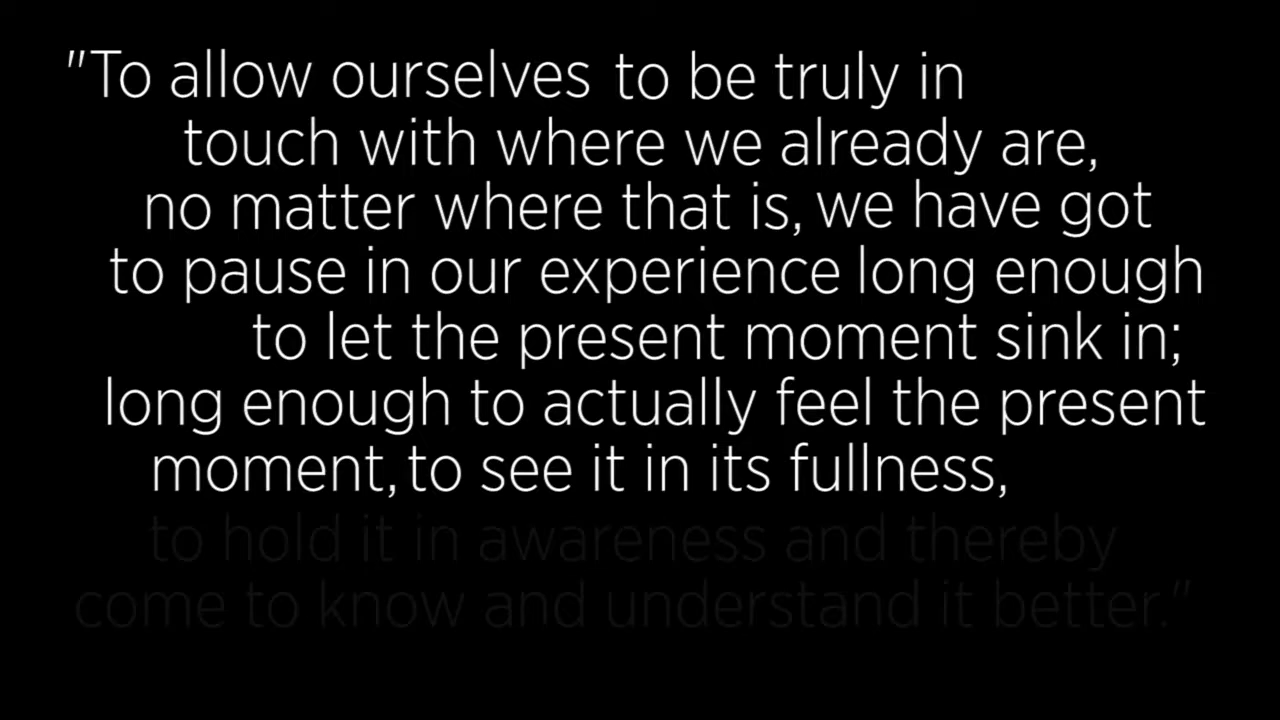 "To allow ourselves to be truly in
touch with where we already are,
no matter where that is, we have got
to pause in our experience long enough
to let the present moment sink in;
long enough to actually feel the present
moment, to see it in its fullness,
to hold it in awareness and thereby
come to know and understand it better."